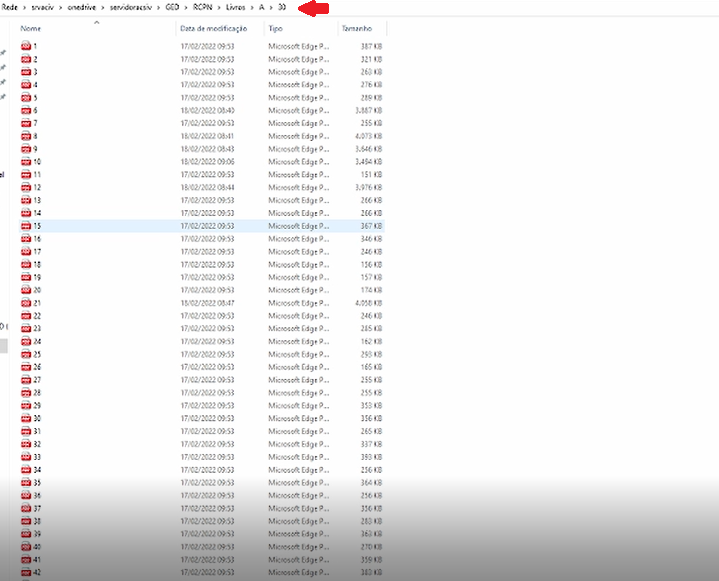 Rede > srvaciv > onedrive > servidoracsiv > GED > RCPN > Livros > A > 30
Nome Data de modificação Tipo Tamanho
1 17/02/2022 09:53 Microsoft Edge P... 387 KB
2 17/02/2022 09:53 Microsoft Edge P... 321 KB
3 17/02/2022 09:53 Microsoft Edge P... 263 KB
4 17/02/2022 09:53 Microsoft Edge P... 276 KB
5 17/02/2022 09:53 Microsoft Edge P... 289 KB
6 18/02/2022 08:40 Microsoft Edge P... 3.887 KB
7 17/02/2022 09:53 Microsoft Edge P... 255 KB
8 18/02/2022 08:41 Microsoft Edge P... 4.073 KB
9 18/02/2022 08:43 Microsoft Edge P... 3.646 KB
10 18/02/2022 09:06 Microsoft Edge P... 3.494 KB
11 17/02/2022 09:53 Microsoft Edge P... 151 KB
12 18/02/2022 08:44 Microsoft Edge P... 3.976 KB
13 17/02/2022 09:53 Microsoft Edge P... 266 KB
14 17/02/2022 09:53 Microsoft Edge P... 266 KB
15 17/02/2022 09:53 Microsoft Edge P... 367 KB
16 17/02/2022 09:53 Microsoft Edge P... 346 KB
17 17/02/2022 09:53 Microsoft Edge P... 246 KB
18 17/02/2022 09:53 Microsoft Edge P... 156 KB
19 17/02/2022 09:53 Microsoft Edge P... 157 KB
20 17/02/2022 09:53 Microsoft Edge P... 174 KB
21 18/02/2022 08:47 Microsoft Edge P... 4.058 KB
22 17/02/2022 09:53 Microsoft Edge P... 246 KB
23 17/02/2022 09:53 Microsoft Edge P... 285 KB
24 17/02/2022 09:53 Microsoft Edge P... 162 KB
25 17/02/2022 09:53 Microsoft Edge P... 293 KB
26 17/02/2022 09:53 Microsoft Edge P... 165 KB
27 17/02/2022 09:53 Microsoft Edge P... 255 KB
28 17/02/2022 09:53 Microsoft Edge P... 255 KB
29 17/02/2022 09:53 Microsoft Edge P... 353 KB
30 17/02/2022 09:53 Microsoft Edge P... 356 KB
31 17/02/2022 09:53 Microsoft Edge P... 265 KB
32 17/02/2022 09:53 Microsoft Edge P... 337 KB
33 17/02/2022 09:53 Microsoft Edge P... 393 KB
34 17/02/2022 09:53 Microsoft Edge P... 256 KB
35 17/02/2022 09:53 Microsoft Edge P... 364 KB
36 17/02/2022 09:53 Microsoft Edge P... 256 KB
37 17/02/2022 09:53 Microsoft Edge P... 356 KB
38 17/02/2022 09:53 Microsoft Edge P... 283 KB
39 17/02/2022 09:53 Microsoft Edge P... 363 KB
40 17/02/2022 09:53 Microsoft Edge P... 270 KB
41 17/02/2022 09:53 Microsoft Edge P... 359 KB
42 17/02/2022 09:53 Microsoft Edge P... 383 KB